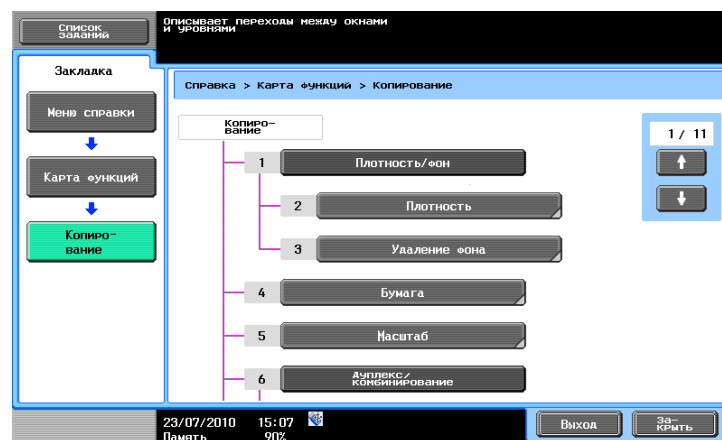 Список
заданий
Описывает переходы между окнами
и уровнями
Закладка
Меню справки
Карта функций
Копиро-
вание
Справка > Карта функций > Копирование
Копиро-
вание
1 / 11
1 Плотность/фон
2 Плотность
3 Удаление фона
4 Бумага
5 Масштаб
6 Дуплекс/
комбинирование
23/07/2010 15:07
Память 90%
Выход
За-
крыть